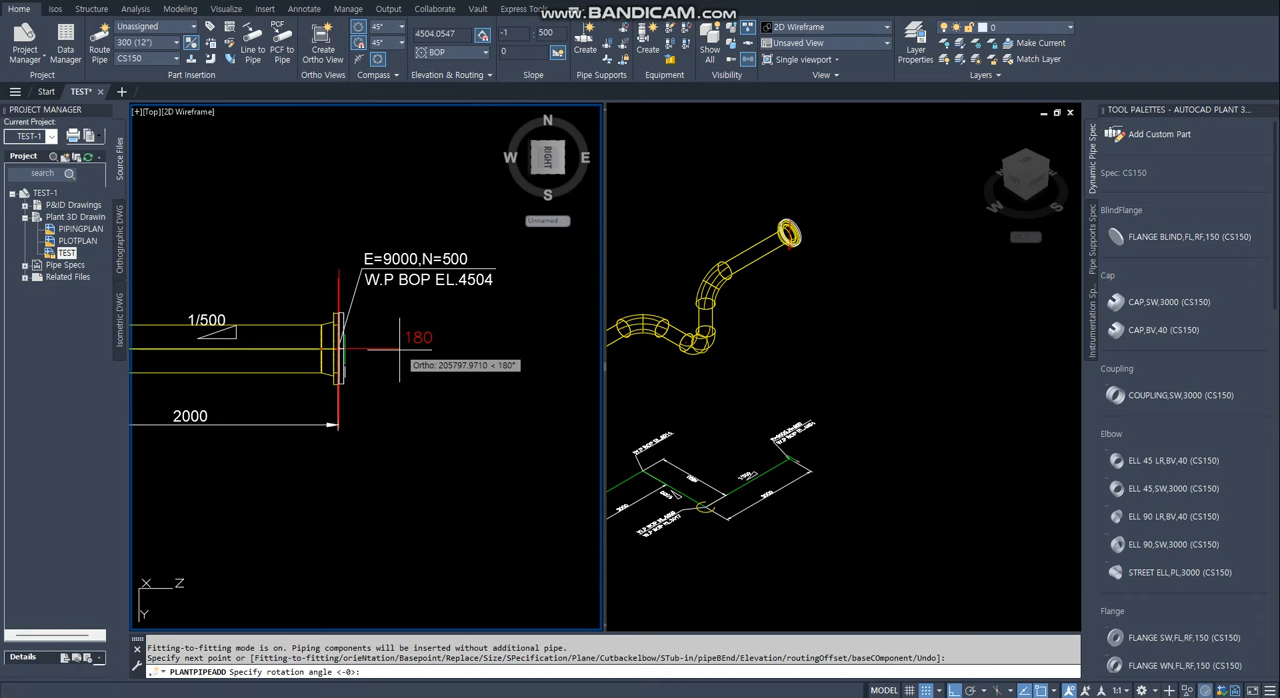 www.BANDICAM.com
Home Isos Structure Analysis Modeling Visualize Insert Annotate Manage Output Collaborate Vault Express Tools
Project Manager
Data Manager
Project
Route Pipe
Unassigned
300 (12")
CS150
Line to Pipe
PCF to Pipe
Part Insertion
Create Ortho View
Ortho Views
45°
45°
Compass
4504.0547
BOP
Elevation & Routing
-1 : 500
0
Slope
Create
Pipe Supports
Create
Equipment
Show All
Visibility
2D Wireframe
Unsaved View
Single viewport
View
Layer Properties
0
Make Current
Match Layer
Layers
Start TEST*
PROJECT MANAGER
Current Project:
TEST-1
Project
search
TEST-1
P&ID Drawings
Plant 3D Drawin
PIPINGPLAN
PLOTPLAN
TEST
Pipe Specs
Related Files
Details
Source Files
Orthographic DWG
Isometric DWG
[+][Top][2D Wireframe]
N
W RIGHT E
S
Unnamed
E=9000,N=500
W.P BOP EL.4504
1/500
180
Ortho: 205797.9710 < 180°
2000
X Z
Y
W S
TOOL PALETTES - AUTOCAD PLANT 3...
Dynamic Pipe Spec
Pipe Supports Spec
Instrumentation Sp...
Add Custom Part
Spec: CS150
BlindFlange
FLANGE BLIND,FL,RF,150 (CS150)
Cap
CAP,SW,3000 (CS150)
CAP,BV,40 (CS150)
Coupling
COUPLING,SW,3000 (CS150)
Elbow
ELL 45 LR,BV,40 (CS150)
ELL 45,SW,3000 (CS150)
ELL 90 LR,BV,40 (CS150)
ELL 90,SW,3000 (CS150)
STREET ELL,PL,3000 (CS150)
Flange
FLANGE SW,FL,RF,150 (CS150)
FLANGE WN,FL,RF,150 (CS150)
Fitting-to-fitting mode is on. Piping components will be inserted without additional pipe.
Specify next point or [Fitting-to-fitting/orieNtation/Basepoint/Replace/Size/SPecification/Plane/Cutbackelbow/STub-in/pipeBEnd/Elevation/routingOffset/baseCOmponent/Undo]:
PLANTPIPEADD Specify rotation angle <-0>:
MODEL 1:1